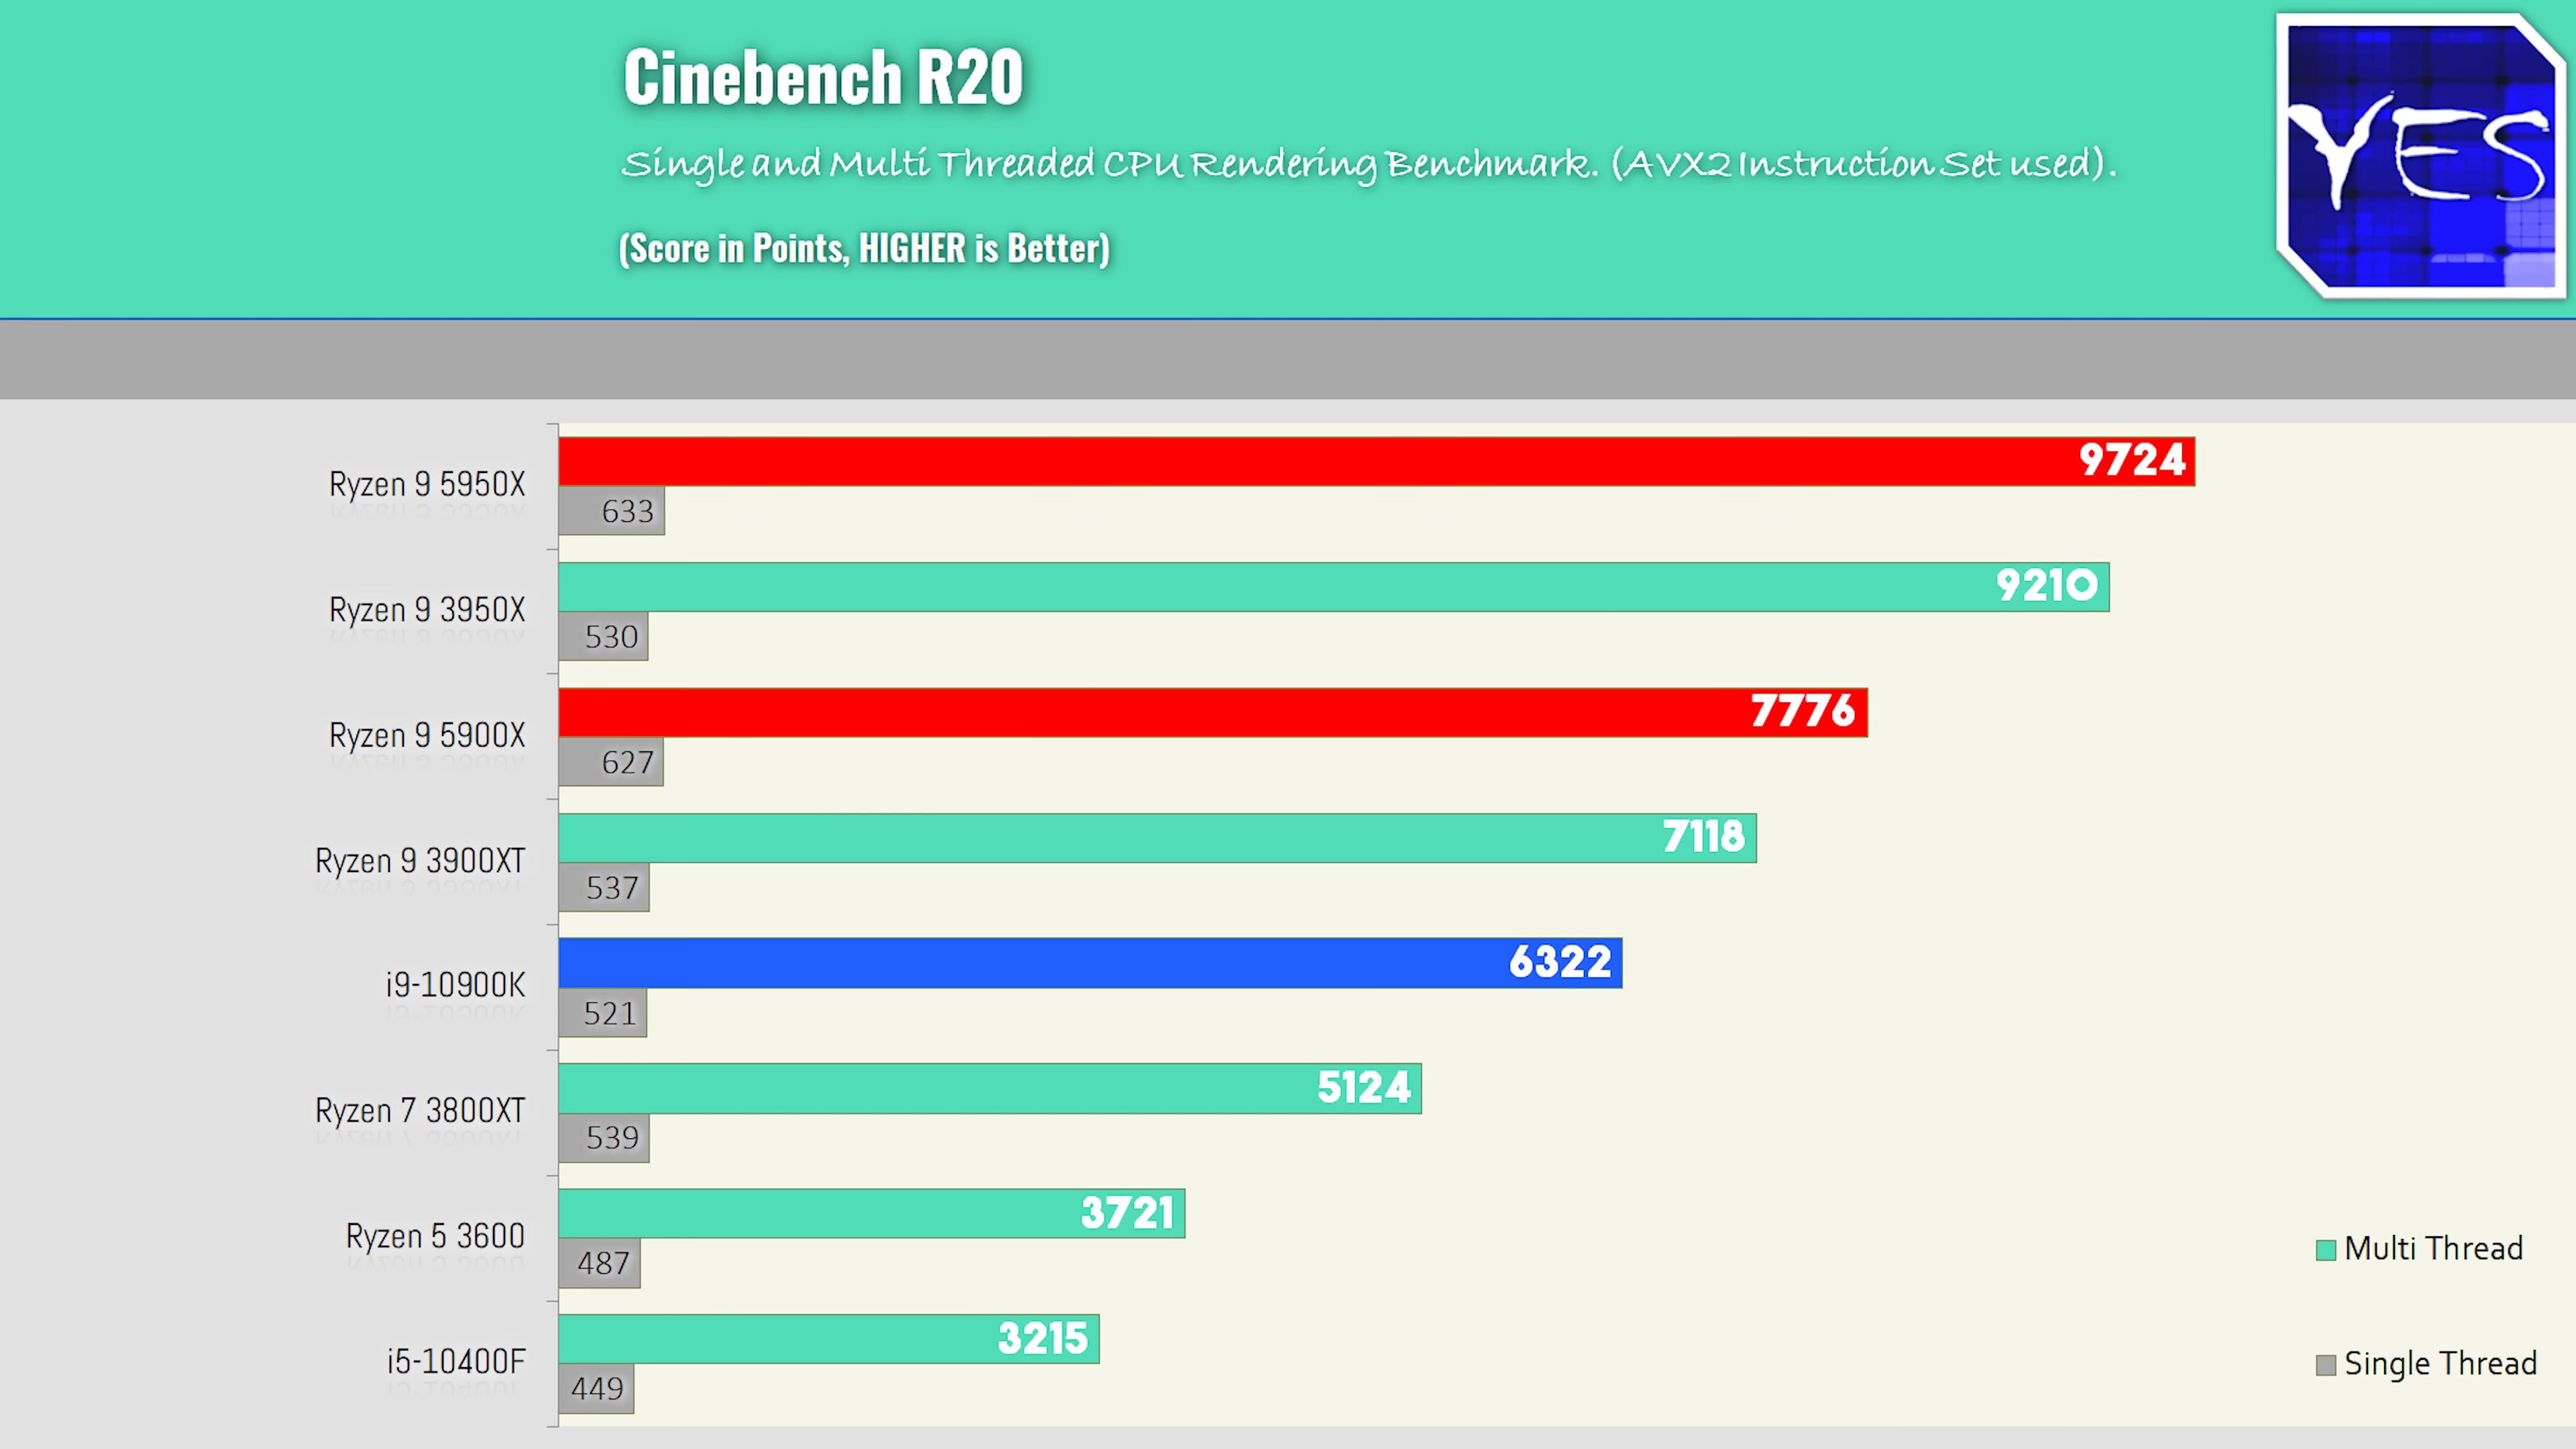 Cinebench R20
Single and Multi Threaded CPU Rendering Benchmark. (AVX2 Instruction Set used).
(Score in Points, HIGHER is Better)
YES
Ryzen 9 5950X
9724
633
Ryzen 9 3950X
9210
530
Ryzen 9 5900X
7776
627
Ryzen 9 3900XT
7118
537
i9-10900K
6322
521
Ryzen 7 3800XT
5124
539
Ryzen 5 3600
3721
487
i5-10400F
3215
449
Multi Thread
Single Thread